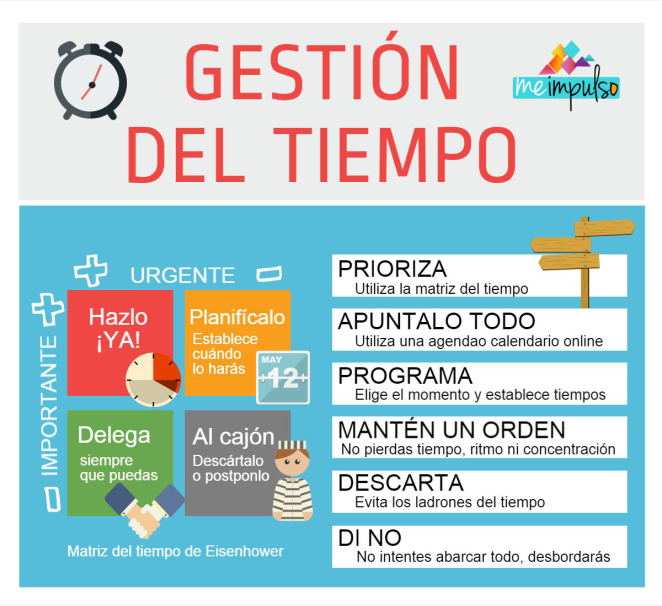 GESTIÓN
DEL TIEMPO
meimpulso
URGENTE
IMPORTANTE
Hazlo
¡YA!
Planifícalo
Establece
cuándo
lo harás
MAY
12
Delega
siempre
que puedas
Al cajón
Descártalo
o postponlo
Matriz del tiempo de Eisenhower
PRIORIZA
Utiliza la matriz del tiempo
APUNTALO TODO
Utiliza una agendao calendario online
PROGRAMA
Elige el momento y establece tiempos
MANTÉN UN ORDEN
No pierdas tiempo, ritmo ni concentración
DESCARTA
Evita los ladrones del tiempo
DI NO
No intentes abarcar todo, desbordarás